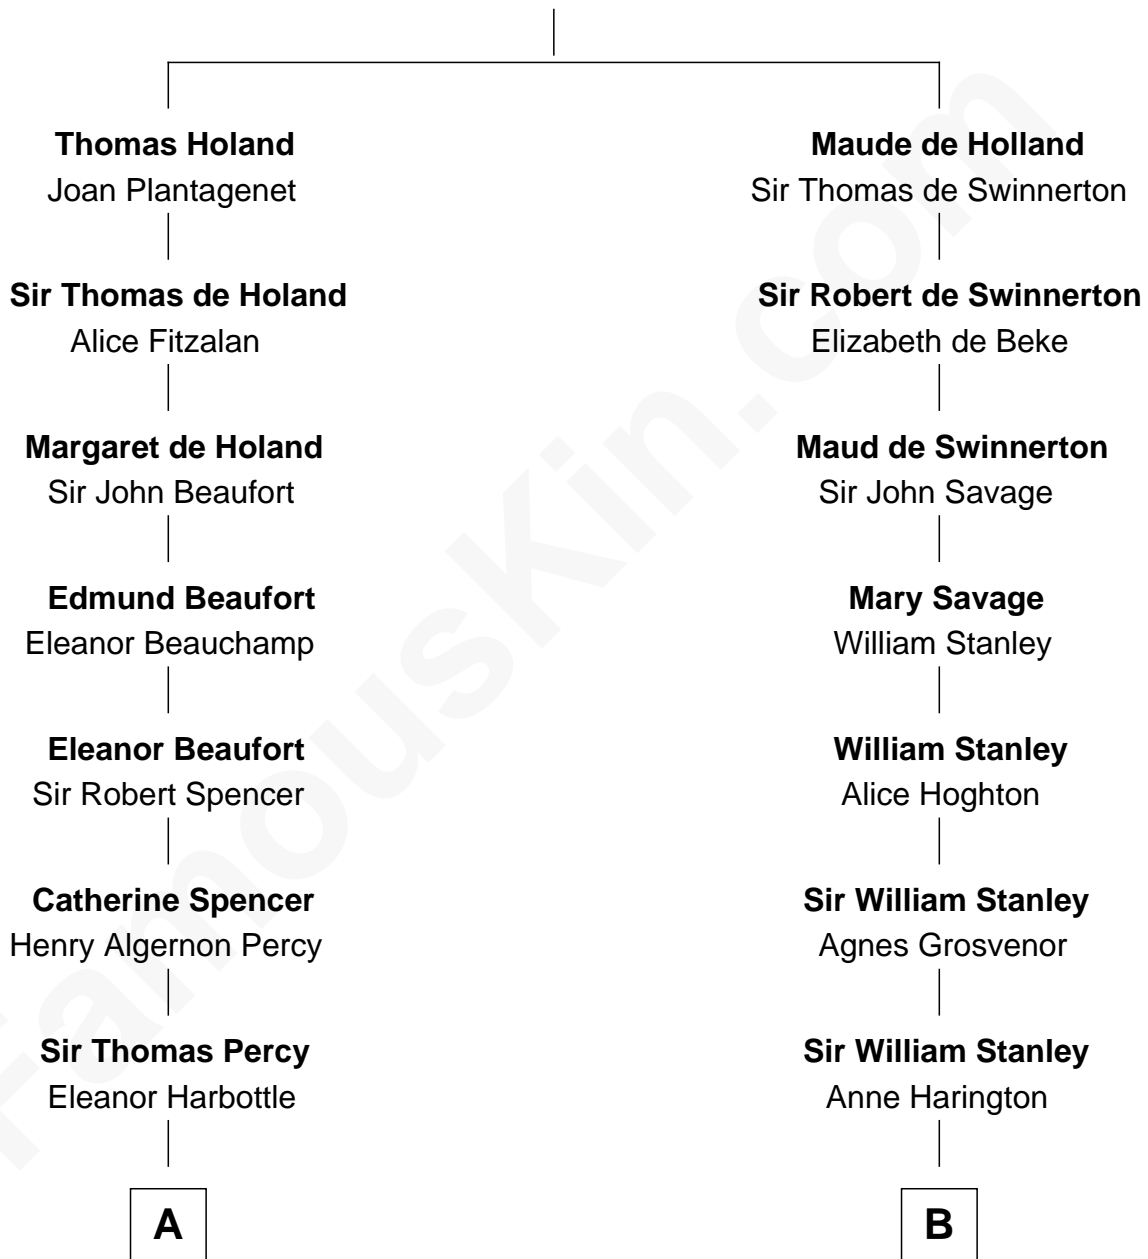 Thomas Holand
Joan Plantagenet
Maude de Holland
Sir Thomas de Swinnerton
Sir Thomas de Holand
Alice Fitzalan
Sir Robert de Swinnerton
Elizabeth de Beke
Margaret de Holand
Sir John Beaufort
Maud de Swinnerton
Sir John Savage
Edmund Beaufort
Eleanor Beauchamp
Mary Savage
William Stanley
Eleanor Beaufort
Sir Robert Spencer
William Stanley
Alice Hoghton
Catherine Spencer
Henry Algernon Percy
Sir William Stanley
Agnes Grosvenor
Sir Thomas Percy
Eleanor Harbottle
Sir William Stanley
Anne Harington
A
B
FamousKin.com